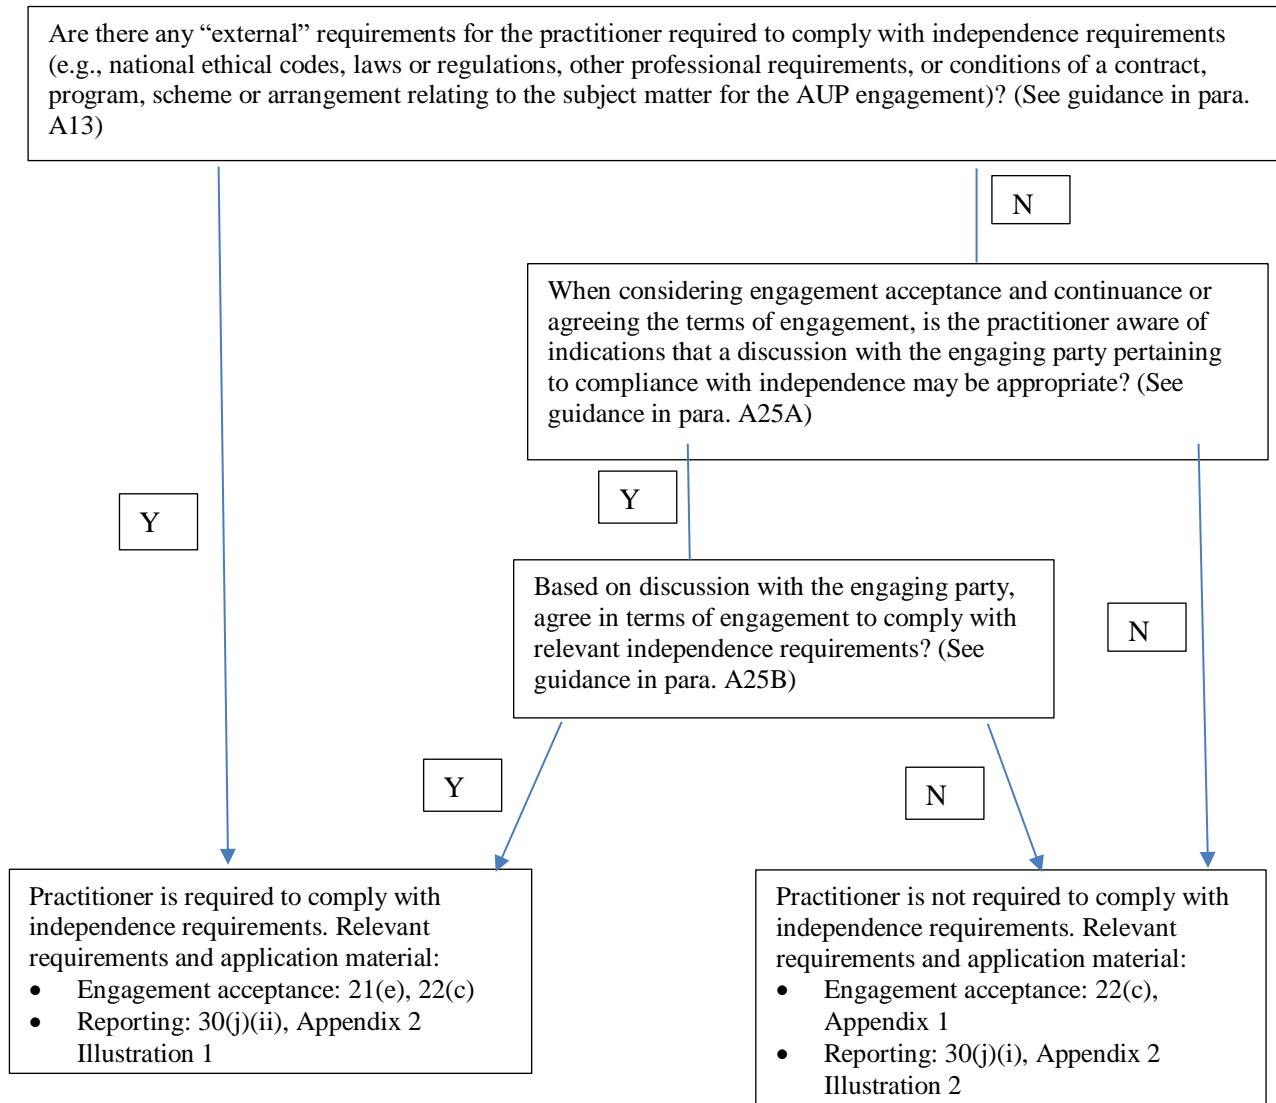 Are there any “external” requirements for the practitioner required to comply with independence requirements
(e.g., national ethical codes, laws or regulations, other professional requirements, or conditions of a contract,
program, scheme or arrangement relating to the subject matter for the AUP engagement)? (See guidance in para.
A13)
N
When considering engagement acceptance and continuance or
agreeing the terms of engagement, is the practitioner aware of
indications that a discussion with the engaging party pertaining
to compliance with independence may be appropriate? (See
guidance in para. A25A)
Y
Y
Based on discussion with the engaging party,
agree in terms of engagement to comply with
relevant independence requirements? (See
guidance in para. A25B)
N
Y
N
Practitioner is required to comply with
independence requirements. Relevant
requirements and application material:
• Engagement acceptance: 21(e), 22(c)
• Reporting: 30(j)(ii), Appendix 2
Illustration 1
Practitioner is not required to comply with
independence requirements. Relevant
requirements and application material:
• Engagement acceptance: 22(c),
Appendix 1
• Reporting: 30(j)(i), Appendix 2
Illustration 2